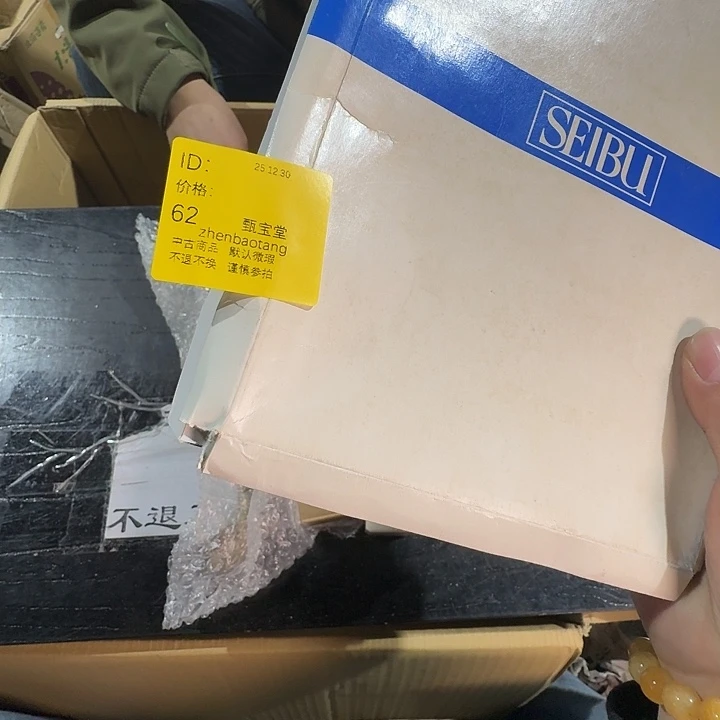 SEIBU
ID:
25.12.30
价格:
62
甄宝堂
zhenbaotang
中古商品 默认微瑕
不退不换 谨慎参拍
不退